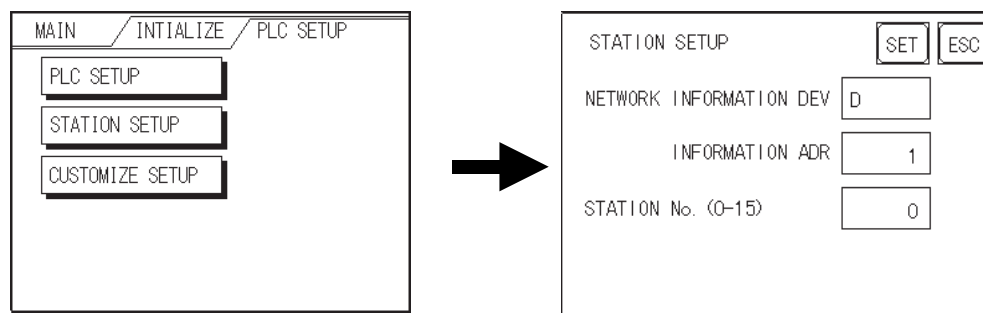 MAIN INTIALIZE PLC SETUP
PLC SETUP
STATION SETUP
CUSTOMIZE SETUP
STATION SETUP SET ESC
NETWORK INFORMATION DEV D
INFORMATION ADR 1
STATION No. (0-15) 0